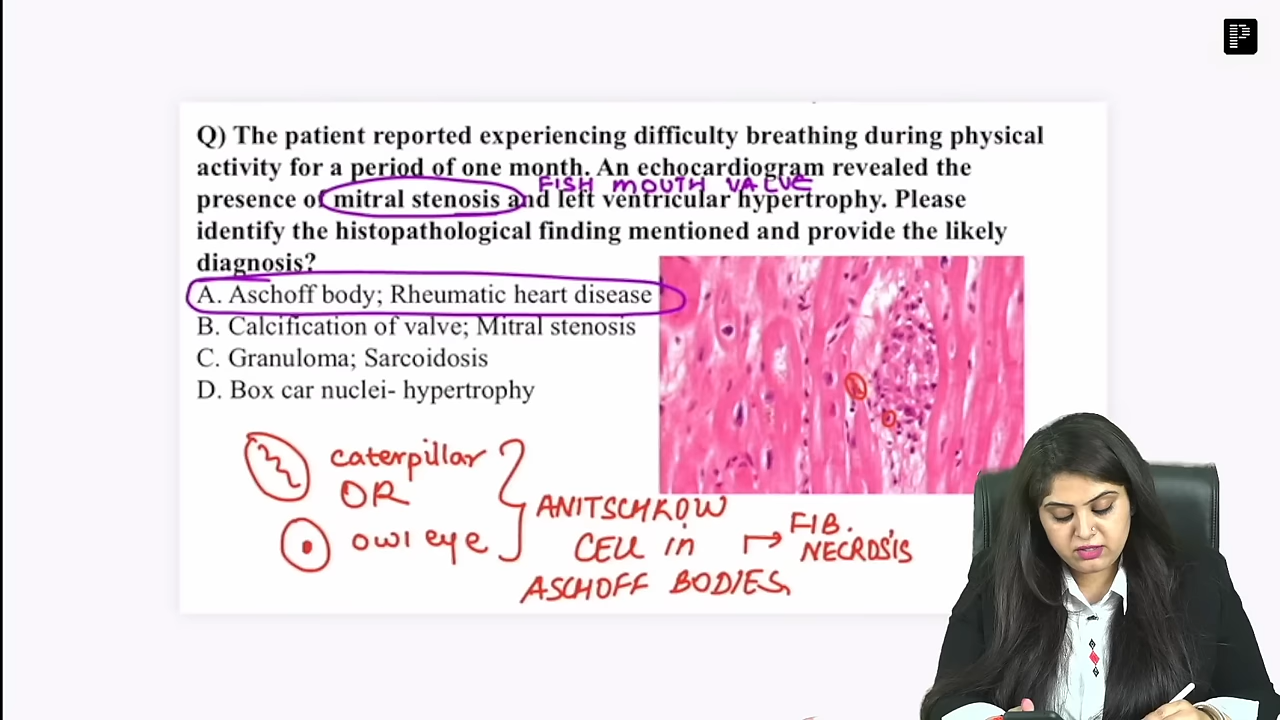 Q) The patient reported experiencing difficulty breathing during physical
activity for a period of one month. An echocardiogram revealed the
FISH MOUTH VALVE
presence of mitral stenosis and left ventricular hypertrophy. Please
identify the histopathological finding mentioned and provide the likely
diagnosis?
A. Aschoff body; Rheumatic heart disease
B. Calcification of valve; Mitral stenosis
C. Granuloma; Sarcoidosis
D. Box car nuclei- hypertrophy
caterpillar
OR
owl eye
ANITSCHKOW
CELL in
ASCHOFF BODIES
FIB.
NECROSIS